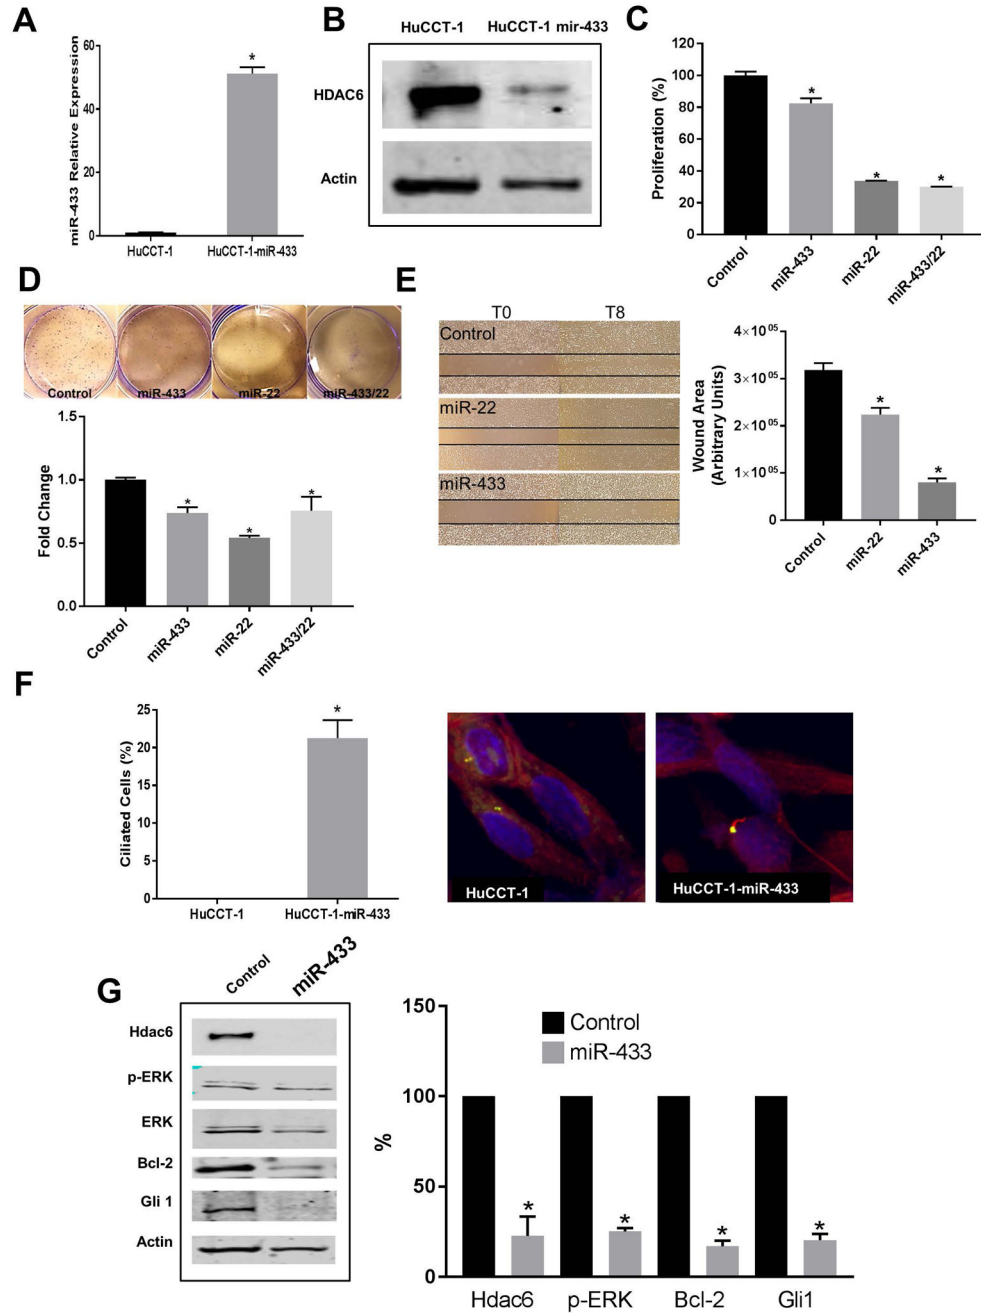 A
miR-433 Relative Expression
60
40
20
0
*
HuCCT-1
HuCCT-1-miR-433
B
HuCCT-1
HuCCT-1 mir-433
HDAC6
Actin
C
Proliferation (%)
120
100
80
60
40
20
0
*
*
*
Control
miR-433
miR-22
miR-433/22
D
Control
miR-433
miR-22
miR-433/22
Fold Change
1.5
1.0
0.5
0.0
*
*
*
Control
miR-433
miR-22
miR-433/22
E
T0
T8
Control
miR-22
miR-433
Wound Area
(Arbitrary Units)
4×10⁰⁵
3×10⁰⁵
2×10⁰⁵
1×10⁰⁵
0
*
*
Control
miR-22
miR-433
F
Ciliated Cells (%)
25
20
15
10
5
0
*
HuCCT-1
HuCCT-1-miR-433
HuCCT-1
HuCCT-1-miR-433
G
Control
miR-433
Hdac6
p-ERK
ERK
Bcl-2
Gli 1
Actin
%
150
100
50
0
Control
miR-433
*
*
*
*
Hdac6
p-ERK
Bcl-2
Gli1